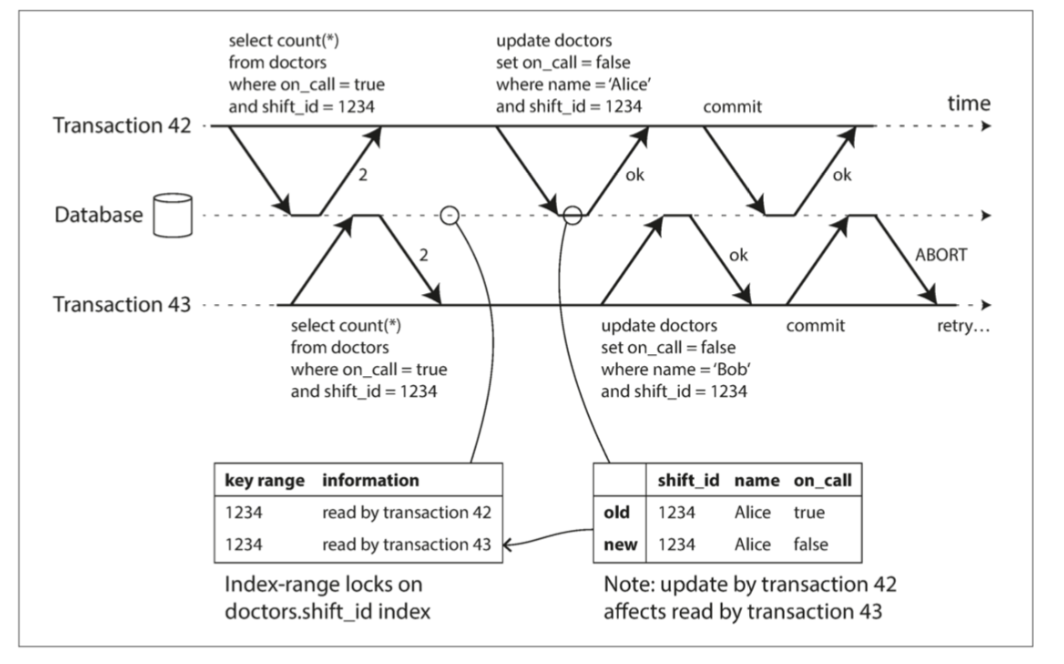 select count(*)
from doctors
where on_call = true
and shift_id = 1234
update doctors
set on_call = false
where name = ‘Alice’
and shift_id = 1234
commit
time
Transaction 42
2
ok
ok
Database
2
ok
ABORT
Transaction 43
select count(*)
from doctors
where on_call = true
and shift_id = 1234
update doctors
set on_call = false
where name = ‘Bob’
and shift_id = 1234
commit
retry…
key range information
1234 read by transaction 42
1234 read by transaction 43
Index-range locks on
doctors.shift_id index
shift_id name on_call
old 1234 Alice true
new 1234 Alice false
Note: update by transaction 42
affects read by transaction 43